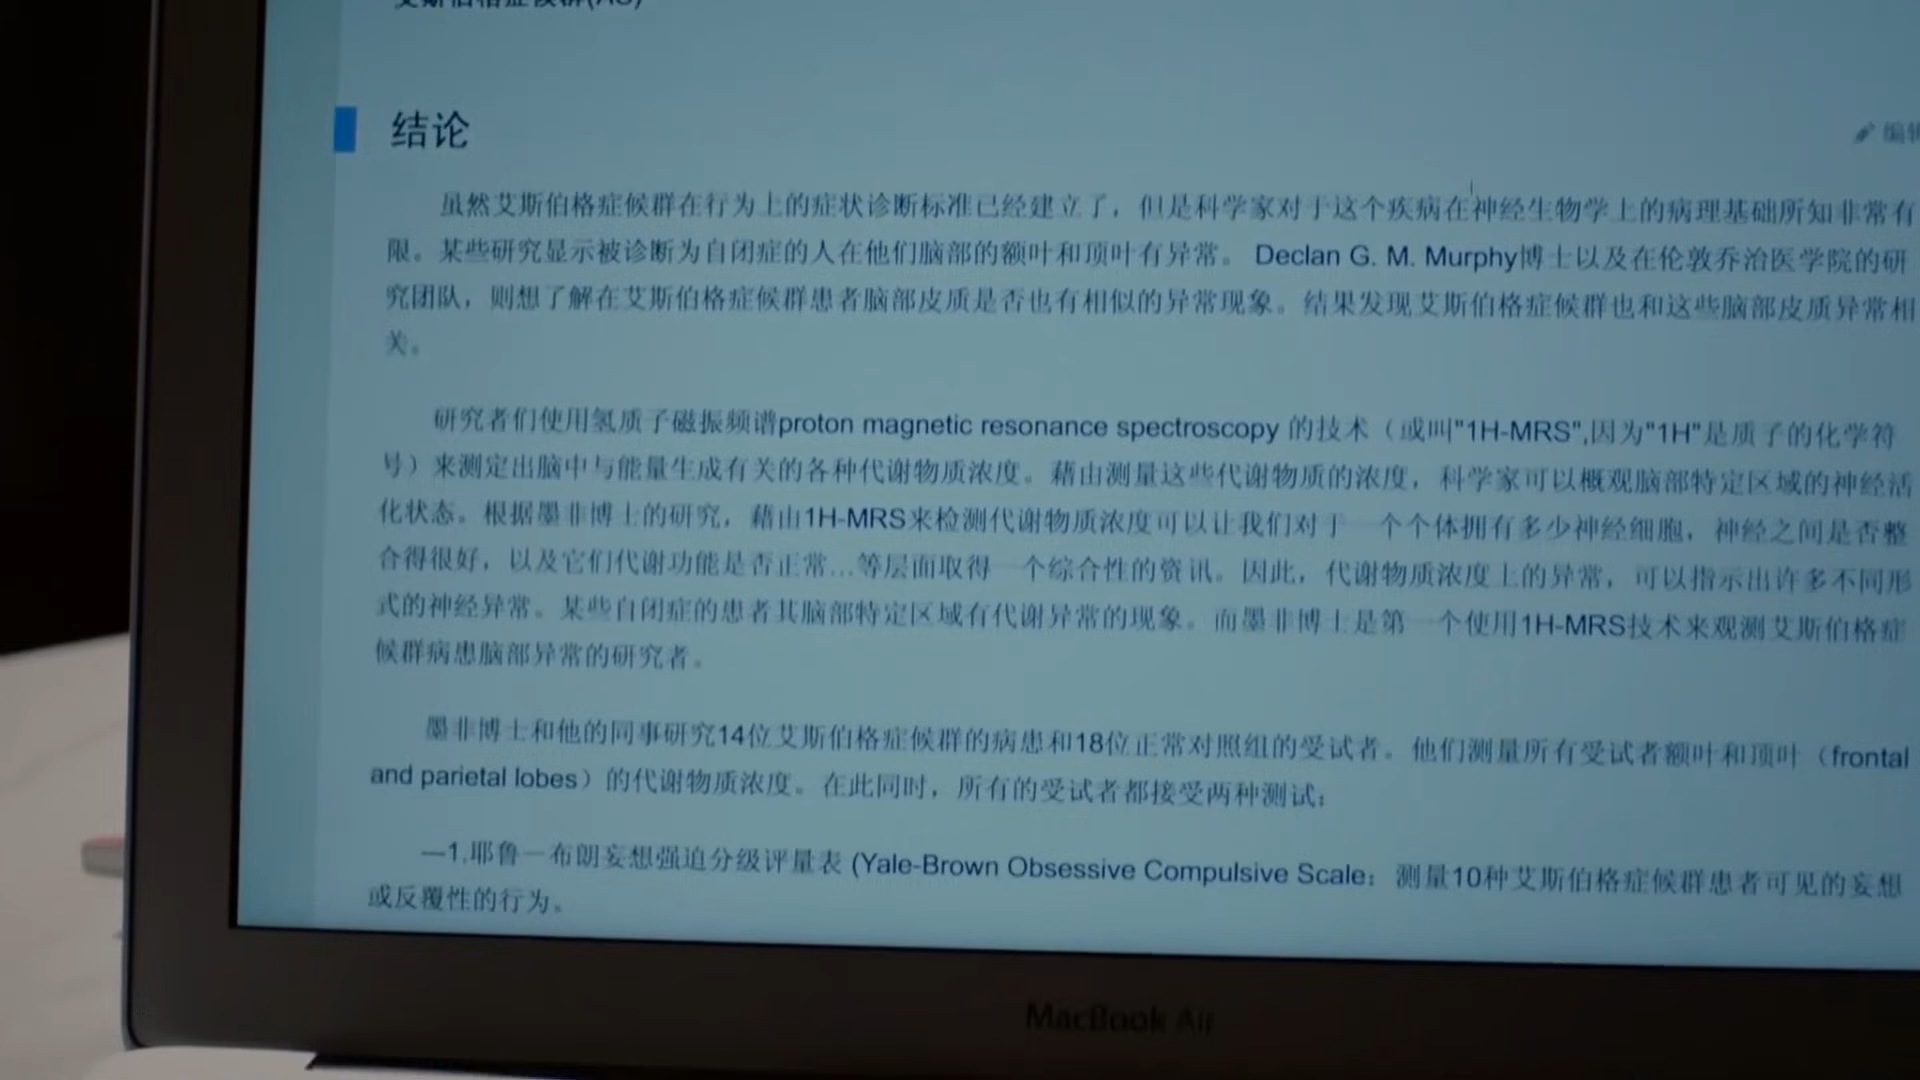 艾斯伯格症候群(AS)
结论
编辑
虽然艾斯伯格症候群在行为上的症状诊断标准已经建立了，但是科学家对于这个疾病在神经生物学上的病理基础所知非常有
限。某些研究显示被诊断为自闭症的人在他们脑部的额叶和顶叶有异常。 Declan G. M. Murphy博士以及在伦敦乔治医学院的研
究团队，则想了解在艾斯伯格症候群患者脑部皮质是否也有相似的异常现象。结果发现艾斯伯格症候群也和这些脑部皮质异常相
关。
研究者们使用氢质子磁振频谱proton magnetic resonance spectroscopy 的技术（或叫"1H-MRS",因为"1H"是质子的化学符
号）来测定出脑中与能量生成有关的各种代谢物质浓度。藉由测量这些代谢物质的浓度，科学家可以概观脑部特定区域的神经活
化状态。根据墨非博士的研究，藉由1H-MRS来检测代谢物质浓度可以让我们对于一个个体拥有多少神经细胞，神经之间是否整
合得很好，以及它们代谢功能是否正常...等层面取得一个综合性的资讯。因此，代谢物质浓度上的异常，可以指示出许多不同形
式的神经异常。某些自闭症的患者其脑部特定区域有代谢异常的现象。而墨非博士是第一个使用1H-MRS技术来观测艾斯伯格症
候群病患脑部异常的研究者。
墨非博士和他的同事研究14位艾斯伯格症候群的病患和18位正常对照组的受试者。他们测量所有受试者额叶和顶叶（frontal
and parietal lobes）的代谢物质浓度。在此同时，所有的受试者都接受两种测试：
—1.耶鲁－布朗妄想强迫分级评量表 (Yale-Brown Obsessive Compulsive Scale：测量10种艾斯伯格症候群患者可见的妄想
或反覆性的行为。
MacBook Air